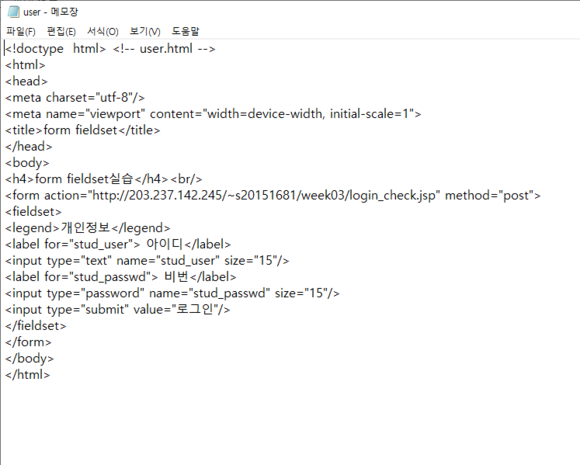 user - 메모장
파일(F) 편집(E) 서식(O) 보기(V) 도움말
<!doctype  html> <!-- user.html -->
<html>
<head>
<meta charset="utf-8"/>
<meta name="viewport" content="width=device-width, initial-scale=1">
<title>form fieldset</title>
</head>
<body>
<h4>form fieldset실습</h4><br/>
<form action="http://203.237.142.245/~s20151681/week03/login_check.jsp" method="post">
<fieldset>
<legend>개인정보</legend>
<label for="stud_user"> 아이디</label>
<input type="text" name="stud_user" size="15"/>
<label for="stud_passwd"> 비번</label>
<input type="password" name="stud_passwd" size="15"/>
<input type="submit" value="로그인"/>
</fieldset>
</form>
</body>
</html>